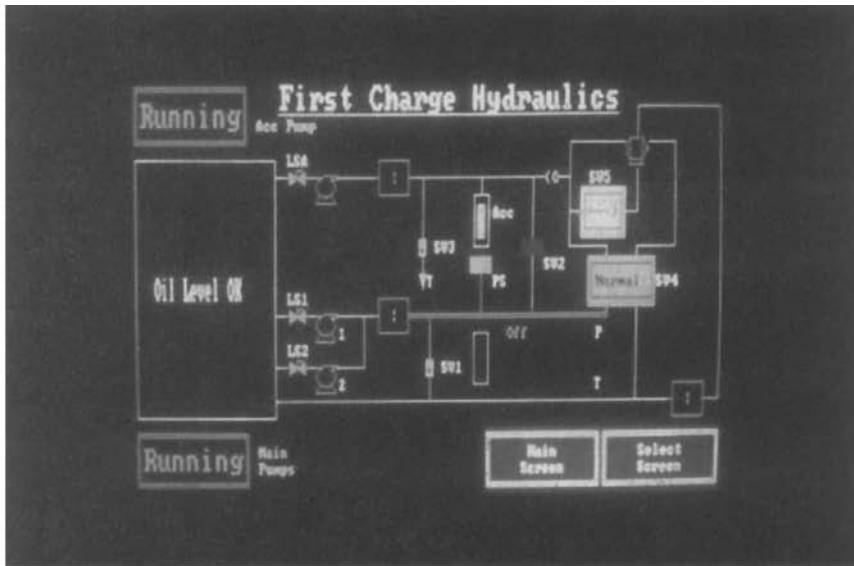 First Charge Hydraulics
Running
Acc Pump
LSA
SV5
Acc
SV3
SV2
PS
T
Normal
SV4
Oil Level OK
LS1
1
Off
P
LS2
2
SV1
T
Running
Main
Pumps
Main
Screen
Select
Screen